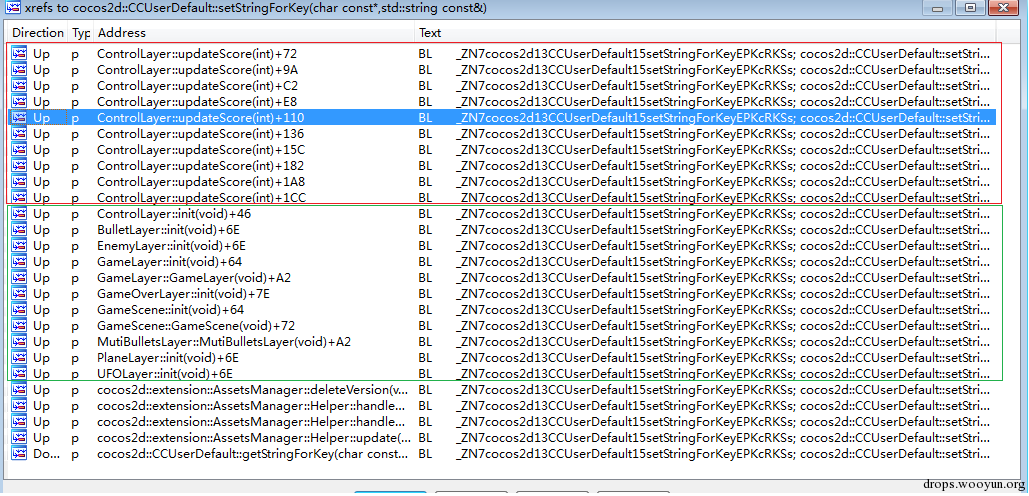 xrefs to cocos2d::CCUserDefault::setStringForKey(char const*,std::string const&)
Direction Typ Address Text
Up p ControlLayer::updateScore(int)+72 BL _ZN7cocos2d13CCUserDefault15setStringForKeyEPKcRKSs; cocos2d::CCUserDefault::setStri...
Up p ControlLayer::updateScore(int)+9A BL _ZN7cocos2d13CCUserDefault15setStringForKeyEPKcRKSs; cocos2d::CCUserDefault::setStri...
Up p ControlLayer::updateScore(int)+C2 BL _ZN7cocos2d13CCUserDefault15setStringForKeyEPKcRKSs; cocos2d::CCUserDefault::setStri...
Up p ControlLayer::updateScore(int)+E8 BL _ZN7cocos2d13CCUserDefault15setStringForKeyEPKcRKSs; cocos2d::CCUserDefault::setStri...
Up p ControlLayer::updateScore(int)+110 BL _ZN7cocos2d13CCUserDefault15setStringForKeyEPKcRKSs; cocos2d::CCUserDefault::setStri...
Up p ControlLayer::updateScore(int)+136 BL _ZN7cocos2d13CCUserDefault15setStringForKeyEPKcRKSs; cocos2d::CCUserDefault::setStri...
Up p ControlLayer::updateScore(int)+15C BL _ZN7cocos2d13CCUserDefault15setStringForKeyEPKcRKSs; cocos2d::CCUserDefault::setStri...
Up p ControlLayer::updateScore(int)+182 BL _ZN7cocos2d13CCUserDefault15setStringForKeyEPKcRKSs; cocos2d::CCUserDefault::setStri...
Up p ControlLayer::updateScore(int)+1A8 BL _ZN7cocos2d13CCUserDefault15setStringForKeyEPKcRKSs; cocos2d::CCUserDefault::setStri...
Up p ControlLayer::updateScore(int)+1CC BL _ZN7cocos2d13CCUserDefault15setStringForKeyEPKcRKSs; cocos2d::CCUserDefault::setStri...
Up p ControlLayer::init(void)+46 BL _ZN7cocos2d13CCUserDefault15setStringForKeyEPKcRKSs; cocos2d::CCUserDefault::setStri...
Up p BulletLayer::init(void)+6E BL _ZN7cocos2d13CCUserDefault15setStringForKeyEPKcRKSs; cocos2d::CCUserDefault::setStri...
Up p EnemyLayer::init(void)+6E BL _ZN7cocos2d13CCUserDefault15setStringForKeyEPKcRKSs; cocos2d::CCUserDefault::setStri...
Up p GameLayer::init(void)+64 BL _ZN7cocos2d13CCUserDefault15setStringForKeyEPKcRKSs; cocos2d::CCUserDefault::setStri...
Up p GameLayer::GameLayer(void)+A2 BL _ZN7cocos2d13CCUserDefault15setStringForKeyEPKcRKSs; cocos2d::CCUserDefault::setStri...
Up p GameOverLayer::init(void)+7E BL _ZN7cocos2d13CCUserDefault15setStringForKeyEPKcRKSs; cocos2d::CCUserDefault::setStri...
Up p GameScene::init(void)+64 BL _ZN7cocos2d13CCUserDefault15setStringForKeyEPKcRKSs; cocos2d::CCUserDefault::setStri...
Up p GameScene::GameScene(void)+72 BL _ZN7cocos2d13CCUserDefault15setStringForKeyEPKcRKSs; cocos2d::CCUserDefault::setStri...
Up p MutiBulletsLayer::MutiBulletsLayer(void)+A2 BL _ZN7cocos2d13CCUserDefault15setStringForKeyEPKcRKSs; cocos2d::CCUserDefault::setStri...
Up p PlaneLayer::init(void)+6E BL _ZN7cocos2d13CCUserDefault15setStringForKeyEPKcRKSs; cocos2d::CCUserDefault::setStri...
Up p UFOLayer::init(void)+6E BL _ZN7cocos2d13CCUserDefault15setStringForKeyEPKcRKSs; cocos2d::CCUserDefault::setStri...
Up p cocos2d::extension::AssetsManager::deleteVersion(v... BL _ZN7cocos2d13CCUserDefault15setStringForKeyEPKcRKSs; cocos2d::CCUserDefault::setStri...
Up p cocos2d::extension::AssetsManager::Helper::handle... BL _ZN7cocos2d13CCUserDefault15setStringForKeyEPKcRKSs; cocos2d::CCUserDefault::setStri...
Up p cocos2d::extension::AssetsManager::Helper::handle... BL _ZN7cocos2d13CCUserDefault15setStringForKeyEPKcRKSs; cocos2d::CCUserDefault::setStri...
Up p cocos2d::extension::AssetsManager::Helper::update(... BL _ZN7cocos2d13CCUserDefault15setStringForKeyEPKcRKSs; cocos2d::CCUserDefault::setStri...
Do... p cocos2d::CCUserDefault::getStringForKey(char const... BL _ZN7cocos2d13CCUserDefault15setStringForKeyEPKcRKSs; cocos2d::CCUserDefault::setStri...
drops.wooyun.org